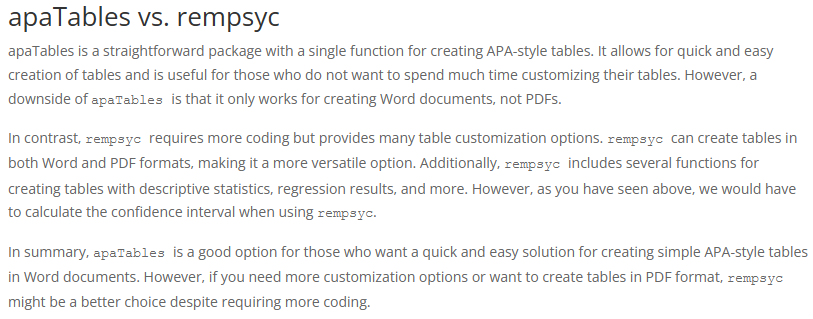 apaTables vs. rempsyc
apaTables is a straightforward package with a single function for creating APA-style tables. It allows for quick and easy
creation of tables and is useful for those who do not want to spend much time customizing their tables. However, a
downside of apaTables is that it only works for creating Word documents, not PDFs.
In contrast, rempsyc requires more coding but provides many table customization options. rempsyc can create tables in
both Word and PDF formats, making it a more versatile option. Additionally, rempsyc includes several functions for
creating tables with descriptive statistics, regression results, and more. However, as you have seen above, we would have
to calculate the confidence interval when using rempsyc.
In summary, apaTables is a good option for those who want a quick and easy solution for creating simple APA-style tables
in Word documents. However, if you need more customization options or want to create tables in PDF format, rempsyc
might be a better choice despite requiring more coding.